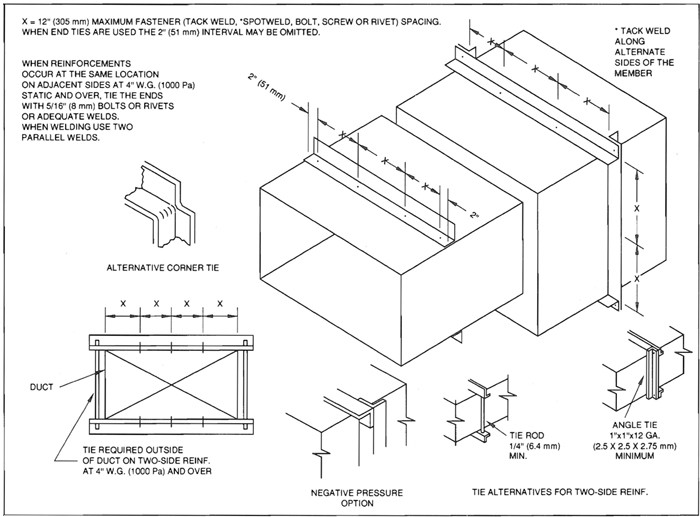 X = 12" (305 mm) MAXIMUM FASTENER (TACK WELD, *SPOTWELD, BOLT, SCREW OR RIVET) SPACING.
WHEN END TIES ARE USED THE 2" (51 mm) INTERVAL MAY BE OMITTED.
* TACK WELD
ALONG
ALTERNATE
SIDES OF THE
MEMBER
WHEN REINFORCEMENTS
OCCUR AT THE SAME LOCATION
ON ADJACENT SIDES AT 4" W.G. (1000 Pa)
STATIC AND OVER, TIE THE ENDS
WITH 5/16" (8 mm) BOLTS OR RIVETS
OR ADEQUATE WELDS.
WHEN WELDING USE TWO
PARALLEL WELDS.
X
X
X
2" (51 mm)
X
X
X
2"
X
X
ALTERNATIVE CORNER TIE
X X X X
DUCT
TIE REQUIRED OUTSIDE
OF DUCT ON TWO-SIDE REINF.
AT 4" W.G. (1000 Pa) AND OVER
NEGATIVE PRESSURE
OPTION
TIE ROD
1/4" (6.4 mm)
MIN.
ANGLE TIE
1"x1"x12 GA.
(2.5 X 2.5 X 2.75 mm)
MINIMUM
TIE ALTERNATIVES FOR TWO-SIDE REINF.